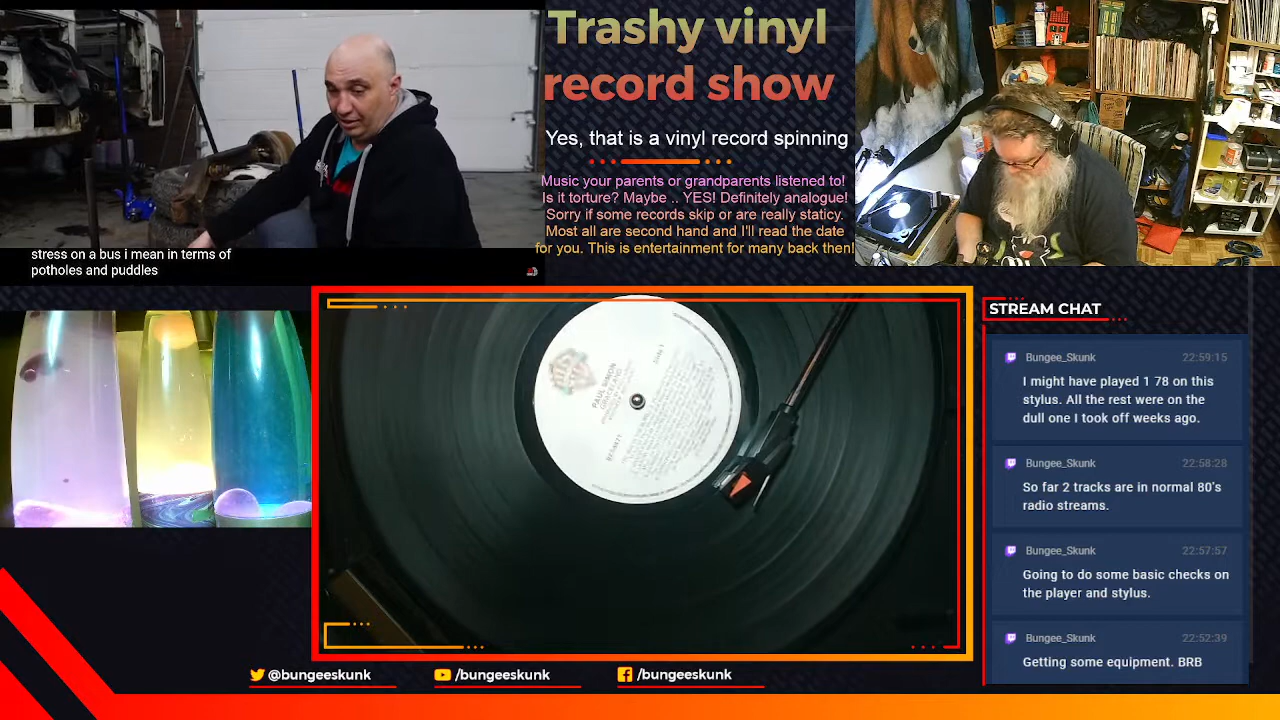 stress on a bus i mean in terms of
potholes and puddles
Trashy vinyl
record show
Yes, that is a vinyl record spinning
Music your parents or grandparents listened to!
Is it torture? Maybe .. YES! Definitely analogue!
Sorry if some records skip or are really staticy.
Most all are second hand and I'll read the date
for you. This is entertainment for many back then!
PAUL SIMON
GRACELAND
SIDE 1
STREAM CHAT
Bungee_Skunk 22:59:15
I might have played 1 78 on this
stylus. All the rest were on the
dull one I took off weeks ago.
Bungee_Skunk 22:58:28
So far 2 tracks are in normal 80's
radio streams.
Bungee_Skunk 22:57:57
Going to do some basic checks on
the player and stylus.
Bungee_Skunk 22:52:39
Getting some equipment. BRB
@bungeeskunk
/bungeeskunk
/bungeeskunk